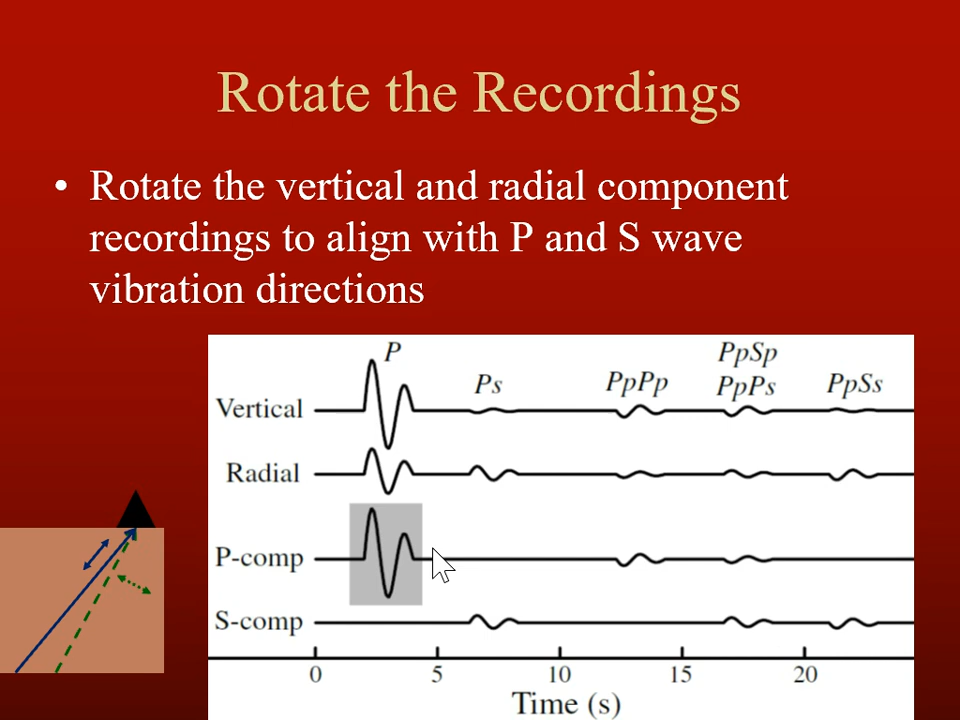 Rotate the Recordings
• Rotate the vertical and radial component
recordings to align with P and S wave
vibration directions
P
Ps
PpPp
PpSp
PpPs
PpSs
Vertical
Radial
P-comp
S-comp
0 5 10 15 20
Time (s)